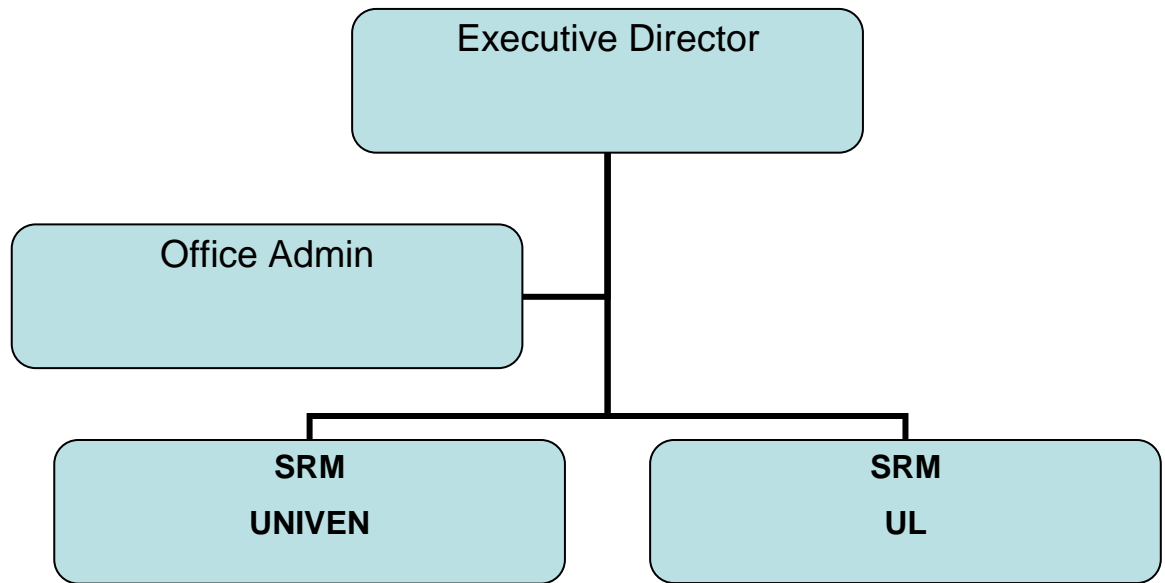 Executive Director
Office Admin
SRM
UNIVEN
SRM
UL